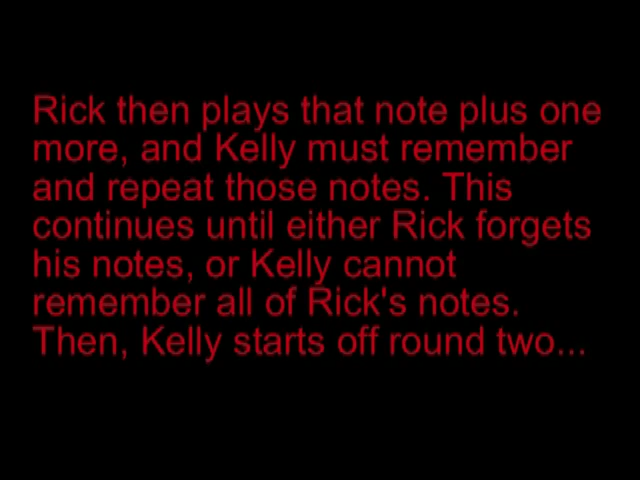 Rick then plays that note plus one
more, and Kelly must remember
and repeat those notes. This
continues until either Rick forgets
his notes, or Kelly cannot
remember all of Rick's notes.
Then, Kelly starts off round two...